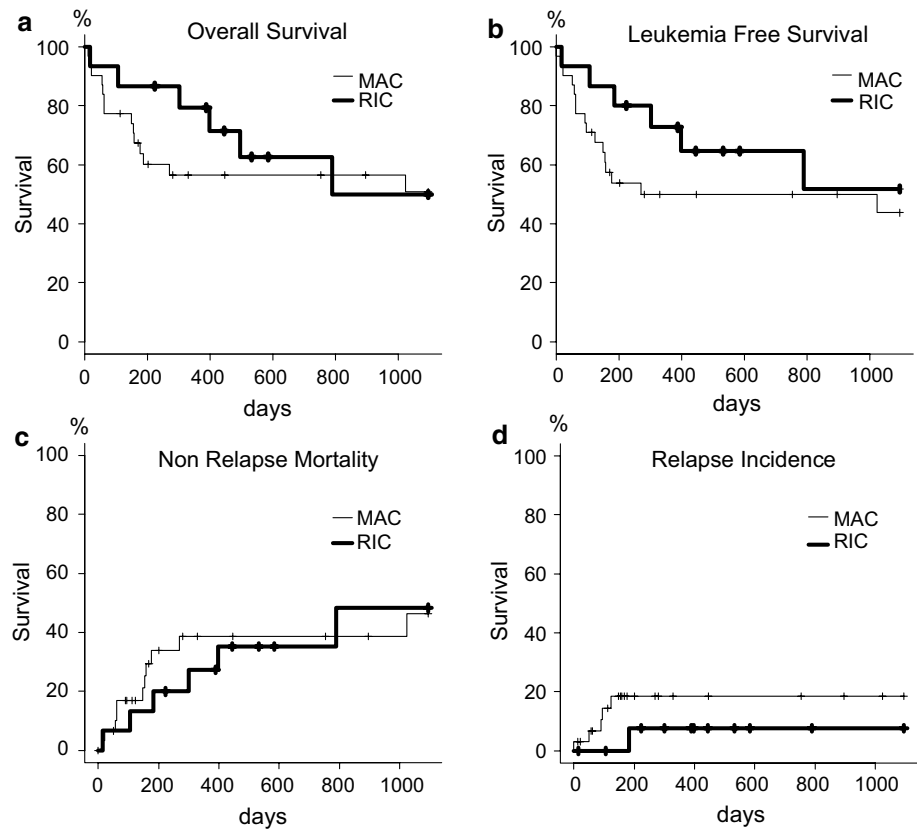 a
%
Overall Survival
MAC
RIC
100
80
60
40
20
0
Survival
0 200 400 600 800 1000
days
b
%
Leukemia Free Survival
MAC
RIC
100
80
60
40
20
0
Survival
0 200 400 600 800 1000
days
c
%
Non Relapse Mortality
MAC
RIC
100
80
60
40
20
0
Survival
0 200 400 600 800 1000
days
d
%
Relapse Incidence
MAC
RIC
100
80
60
40
20
0
Survival
0 200 400 600 800 1000
days